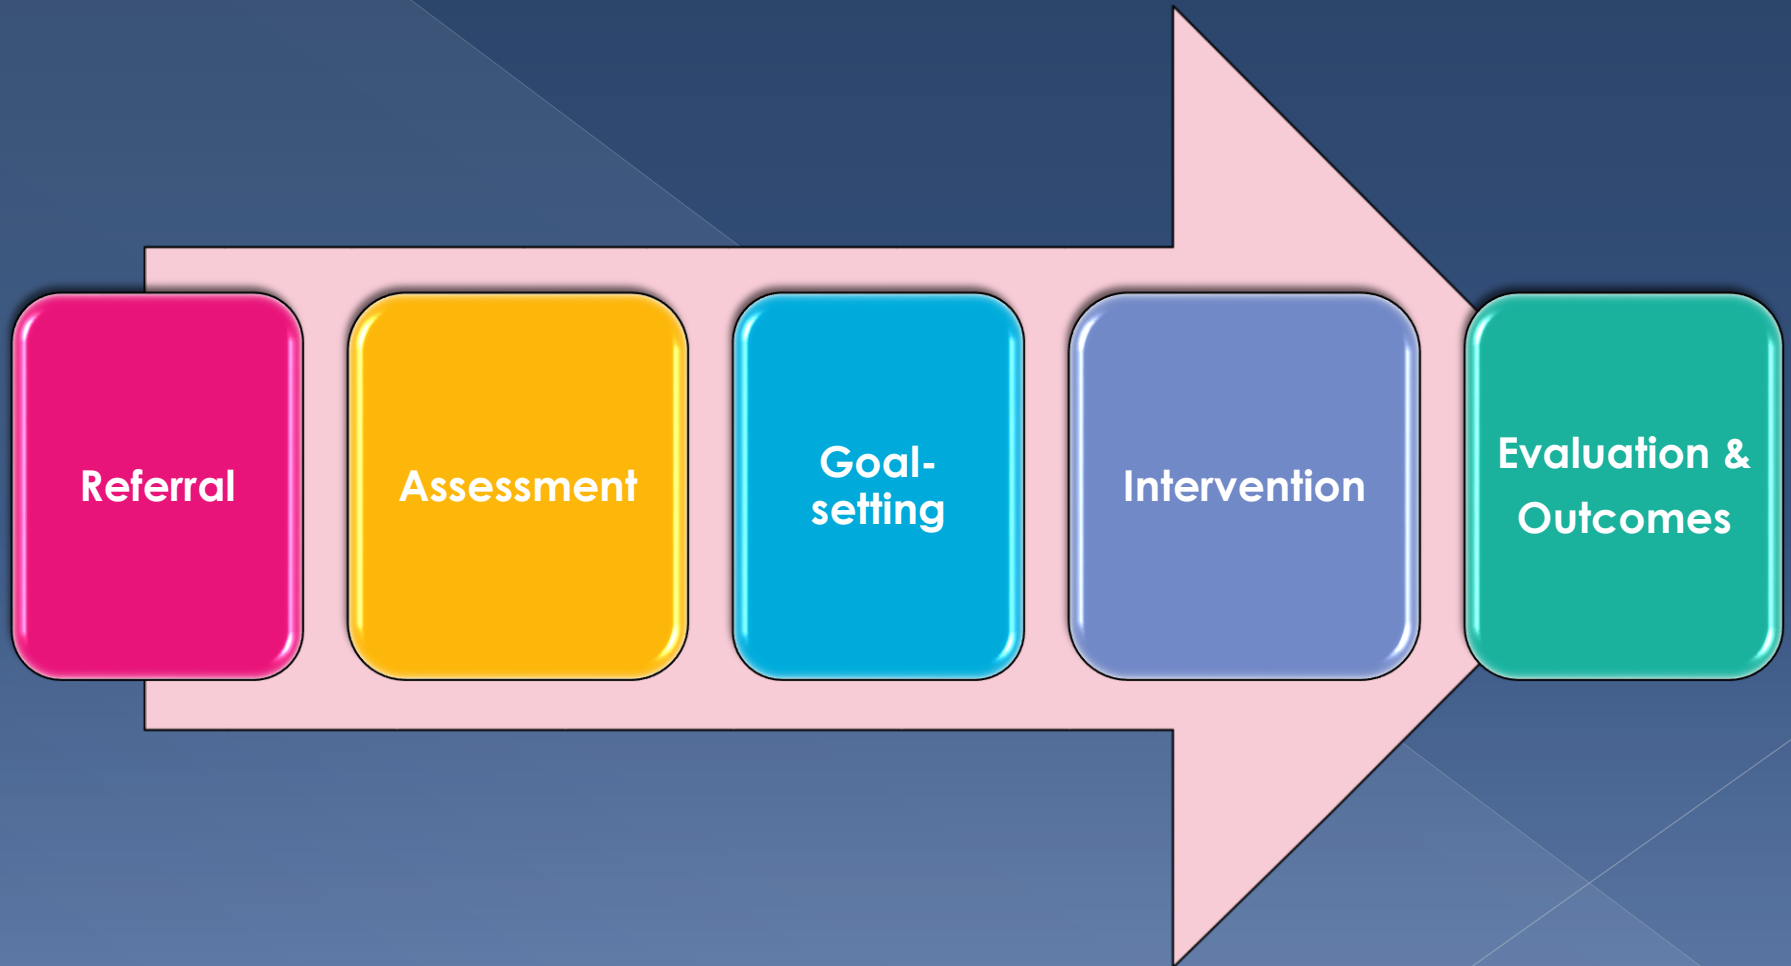 Referral
Assessment
Goal-
setting
Intervention
Evaluation &
Outcomes